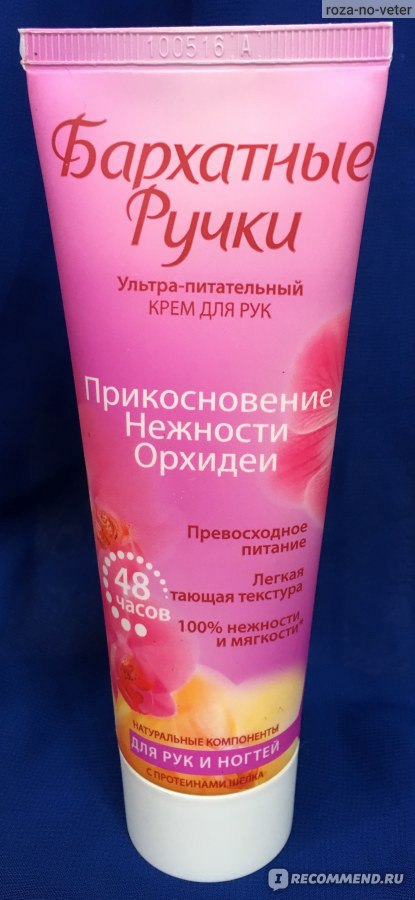 roza-no-veter
100516 A
Бархатные
Ручки
Ультра-питательный
КРЕМ ДЛЯ РУК
Прикосновение
Нежности
Орхидеи
Превосходное
питание
48
часов
Легкая
тающая текстура
100% нежности
и мягкости*
НАТУРАЛЬНЫЕ КОМПОНЕНТЫ
ДЛЯ РУК И НОГТЕЙ
С ПРОТЕИНАМИ ШЕЛКА
IRECOMMEND.RU